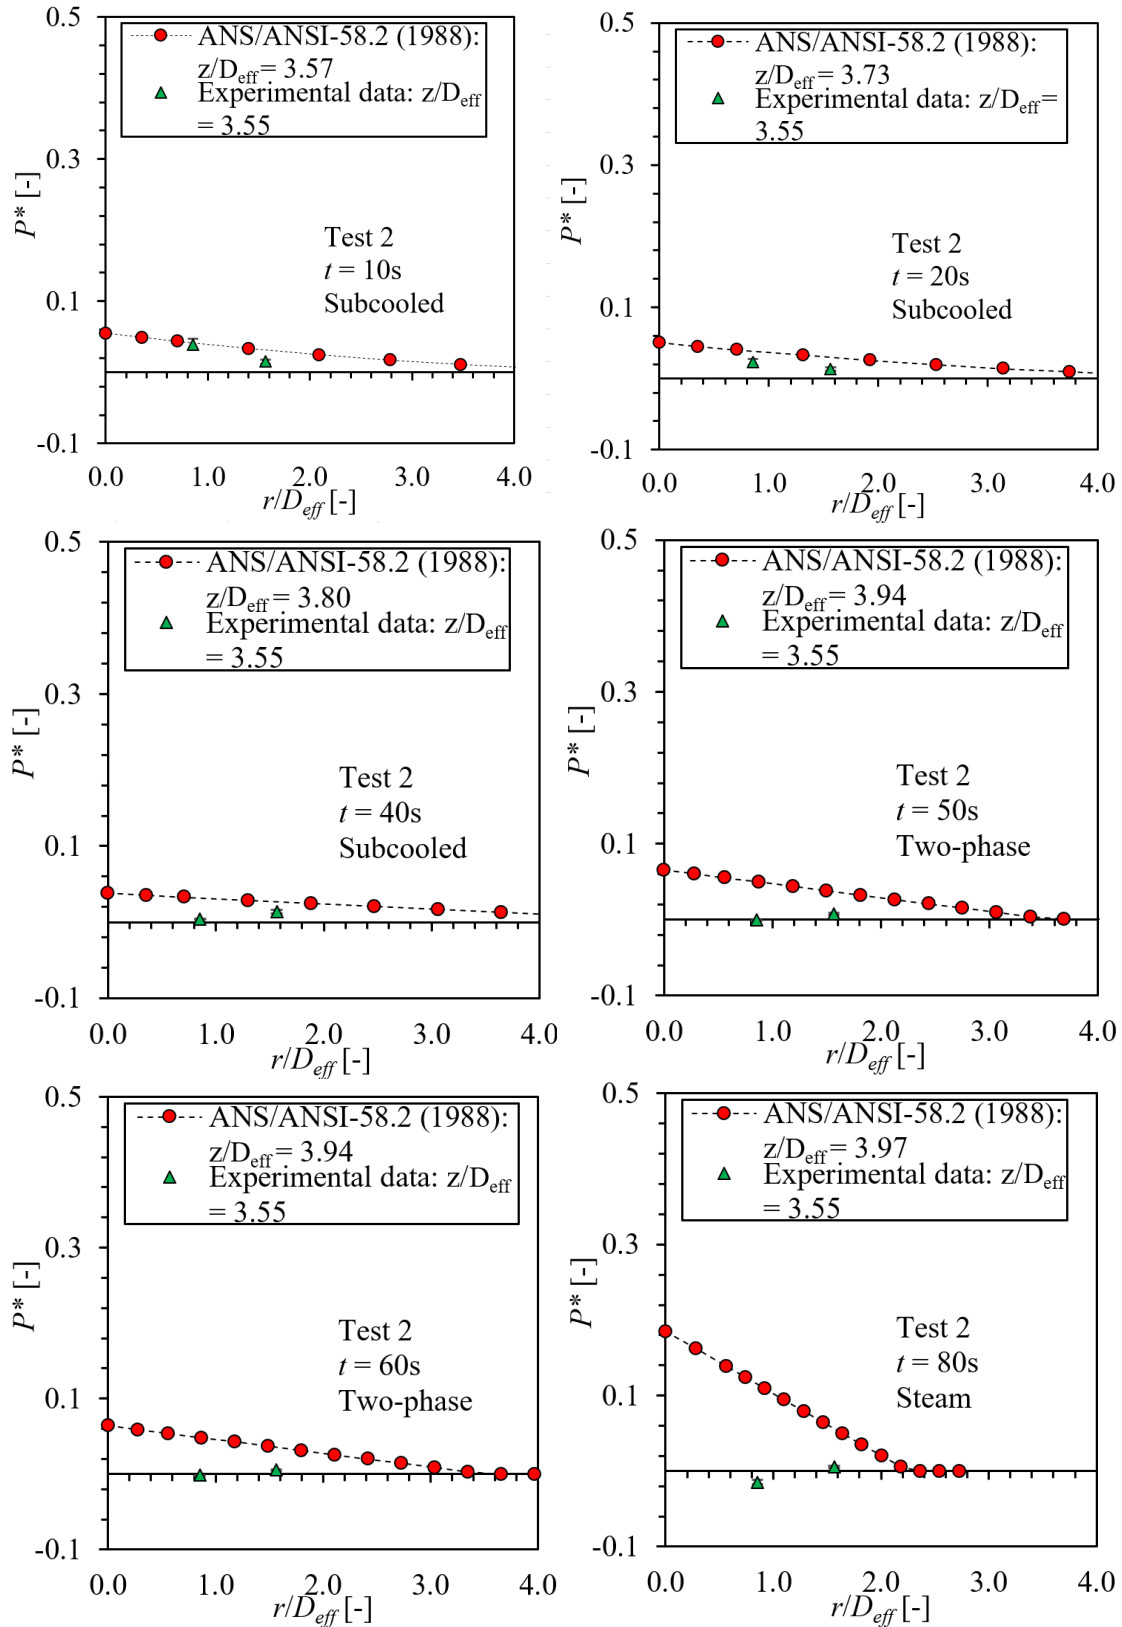 0.5
ANS/ANSI-58.2 (1988):
z/Deff = 3.57
Experimental data: z/Deff
= 3.55
0.3
P* [-]
Test 2
t = 10s
Subcooled
0.1
-0.1
0.0 1.0 2.0 3.0 4.0
r/Deff [-]
0.5
ANS/ANSI-58.2 (1988):
z/Deff = 3.73
Experimental data: z/Deff =
3.55
0.3
P* [-]
Test 2
t = 20s
Subcooled
0.1
-0.1
0.0 1.0 2.0 3.0 4.0
r/Deff [-]
0.5
ANS/ANSI-58.2 (1988):
z/Deff = 3.80
Experimental data: z/Deff
= 3.55
0.3
P* [-]
Test 2
t = 40s
Subcooled
0.1
-0.1
0.0 1.0 2.0 3.0 4.0
r/Deff [-]
0.5
ANS/ANSI-58.2 (1988):
z/Deff = 3.94
Experimental data: z/Deff
= 3.55
0.3
P* [-]
Test 2
t = 50s
Two-phase
0.1
-0.1
0.0 1.0 2.0 3.0 4.0
r/Deff [-]
0.5
ANS/ANSI-58.2 (1988):
z/Deff = 3.94
Experimental data: z/Deff
= 3.55
0.3
P* [-]
Test 2
t = 60s
Two-phase
0.1
-0.1
0.0 1.0 2.0 3.0 4.0
r/Deff [-]
0.5
ANS/ANSI-58.2 (1988):
z/Deff = 3.97
Experimental data: z/Deff
= 3.55
0.3
P* [-]
Test 2
t = 80s
Steam
0.1
-0.1
0.0 1.0 2.0 3.0 4.0
r/Deff [-]